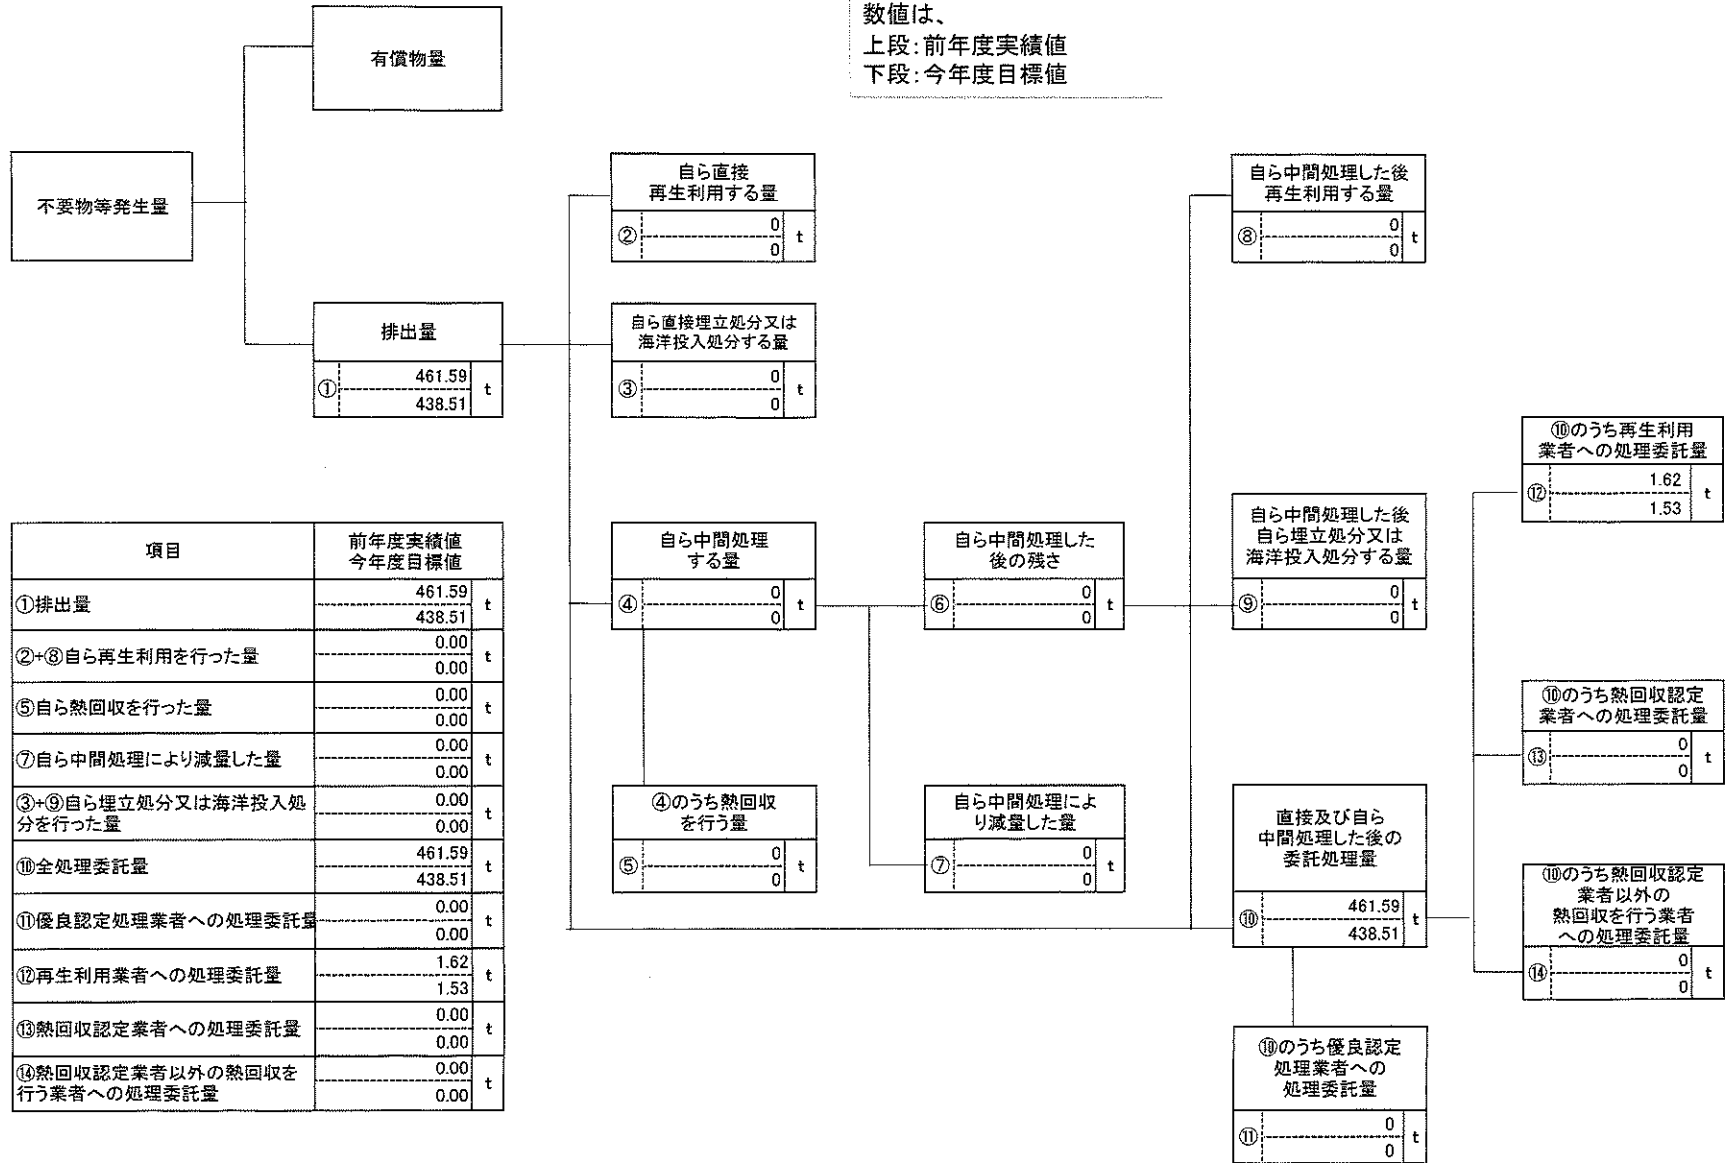 数値は、
上段:前年度実績値
下段:今年度目標値
有償物量
不要物等発生量
排出量
① 461.59 t
438.51
自ら直接
再生利用する量
② 0 t
0
自ら直接埋立処分又は
海洋投入処分する量
③ 0 t
0
自ら中間処理
する量
④ 0 t
0
④のうち熱回収
を行う量
⑤ 0 t
0
自ら中間処理した
後の残さ
⑥ 0 t
0
自ら中間処理によ
り減量した量
⑦ 0 t
0
自ら中間処理した後
再生利用する量
⑧ 0 t
0
自ら中間処理した後
自ら埋立処分又は
海洋投入処分する量
⑨ 0 t
0
直接及び自ら
中間処理した後の
委託処理量
⑩ 461.59 t
438.51
⑩のうち優良認定
処理業者への
処理委託量
⑪ 0 t
0
⑩のうち再生利用
業者への処理委託量
⑫ 1.62 t
1.53
⑩のうち熱回収認定
業者への処理委託量
⑬ 0 t
0
⑩のうち熱回収認定
業者以外の
熱回収を行う業者
への処理委託量
⑭ 0 t
0
項目
前年度実績値
今年度目標値
①排出量 461.59 t
438.51
②+⑧自ら再生利用を行った量 0.00 t
0.00
⑤自ら熱回収を行った量 0.00 t
0.00
⑦自ら中間処理により減量した量 0.00 t
0.00
③+⑨自ら埋立処分又は海洋投入処
分を行った量 0.00 t
0.00
⑩全処理委託量 461.59 t
438.51
⑪優良認定処理業者への処理委託量 0.00 t
0.00
⑫再生利用業者への処理委託量 1.62 t
1.53
⑬熱回収認定業者への処理委託量 0.00 t
0.00
⑭熱回収認定業者以外の熱回収を
行う業者への処理委託量 0.00 t
0.00